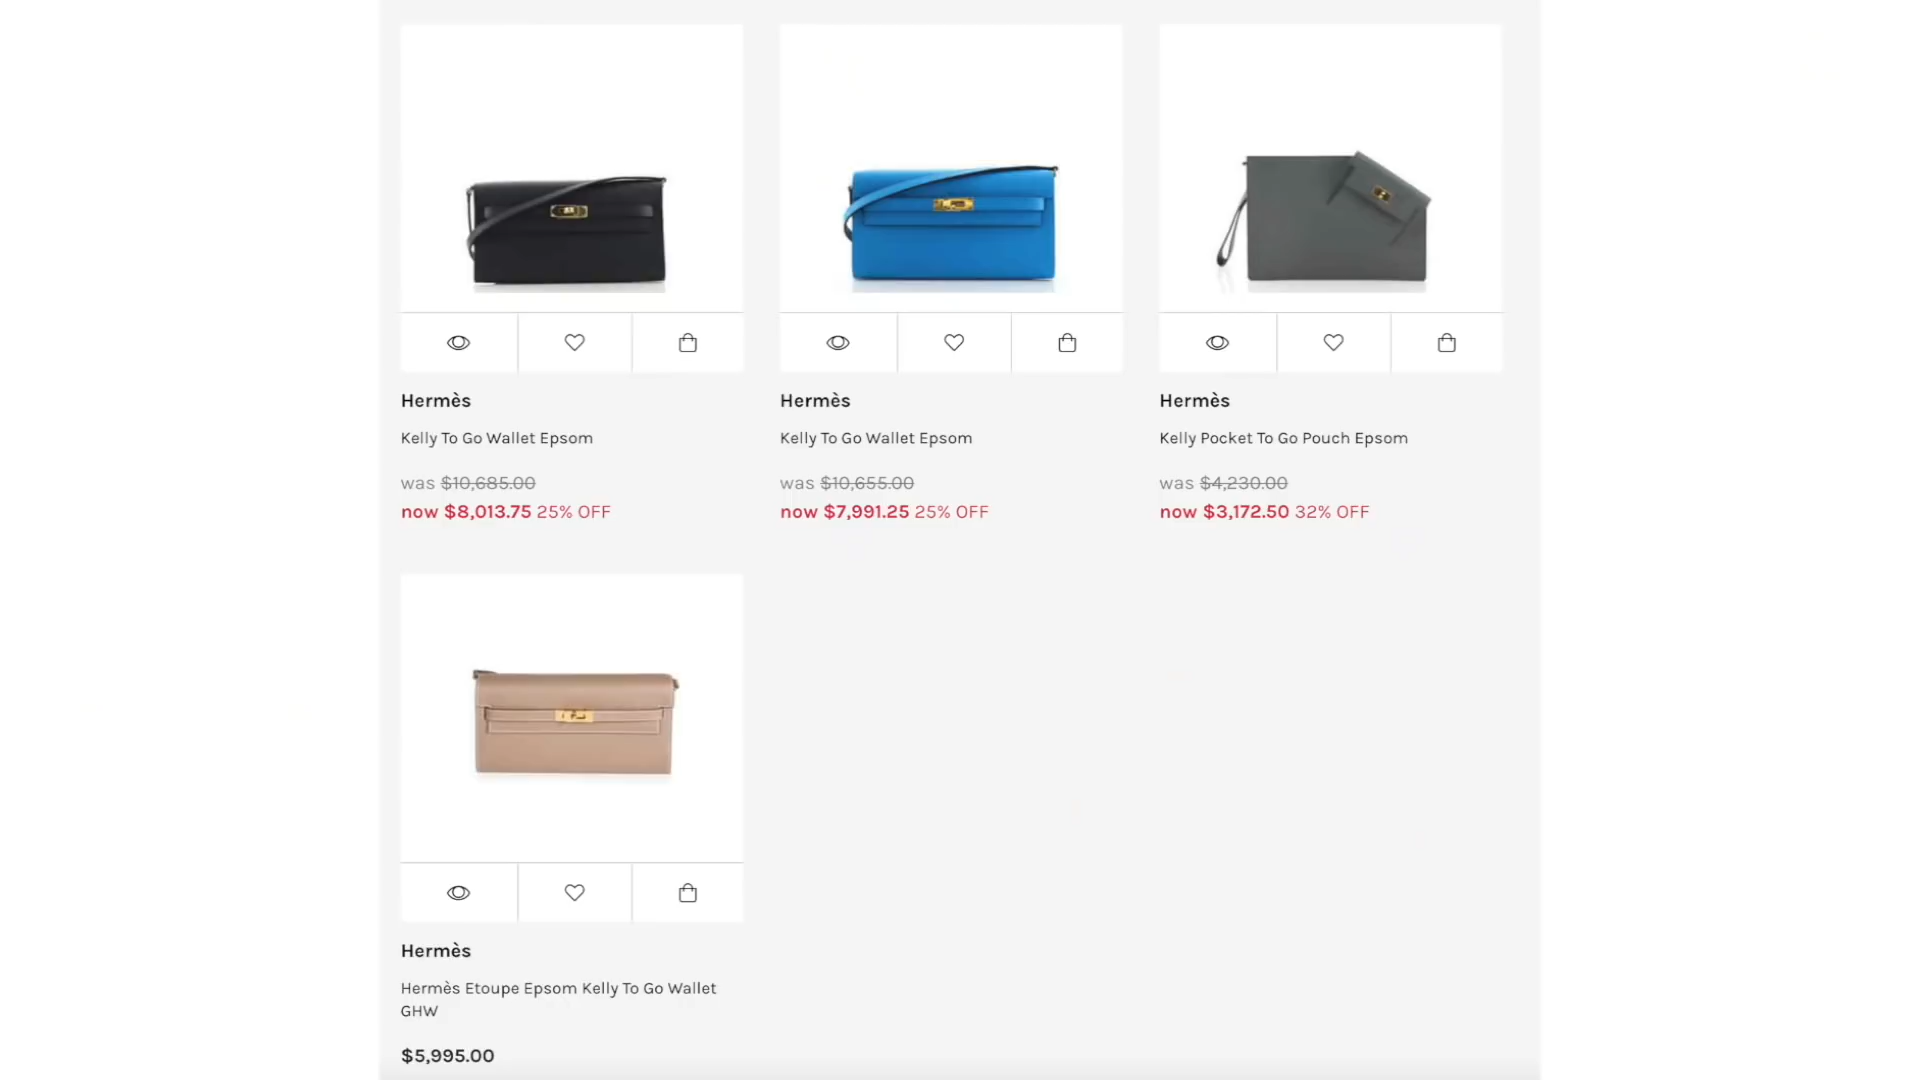 Hermès
Kelly To Go Wallet Epsom
was $10,685.00
now $8,013.75 25% OFF
Hermès
Kelly To Go Wallet Epsom
was $10,655.00
now $7,991.25 25% OFF
Hermès
Kelly Pocket To Go Pouch Epsom
was $4,230.00
now $3,172.50 32% OFF
Hermès
Hermès Etoupe Epsom Kelly To Go Wallet
GHW
$5,995.00